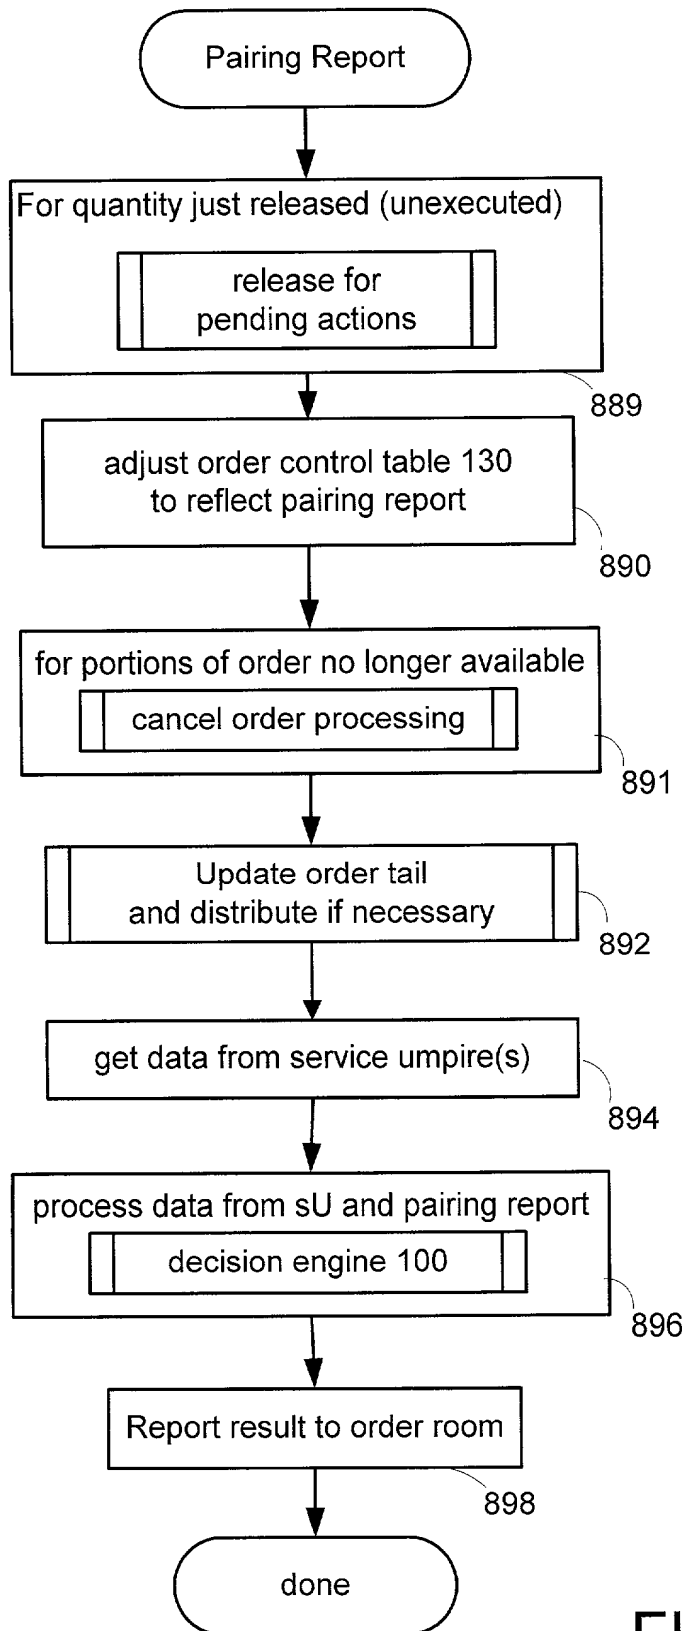 Pairing Report
For quantity just released (unexecuted)
release for
pending actions
889
adjust order control table 130
to reflect pairing report
890
for portions of order no longer available
cancel order processing
891
Update order tail
and distribute if necessary
892
get data from service umpire(s)
894
process data from sU and pairing report
decision engine 100
896
Report result to order room
898
done